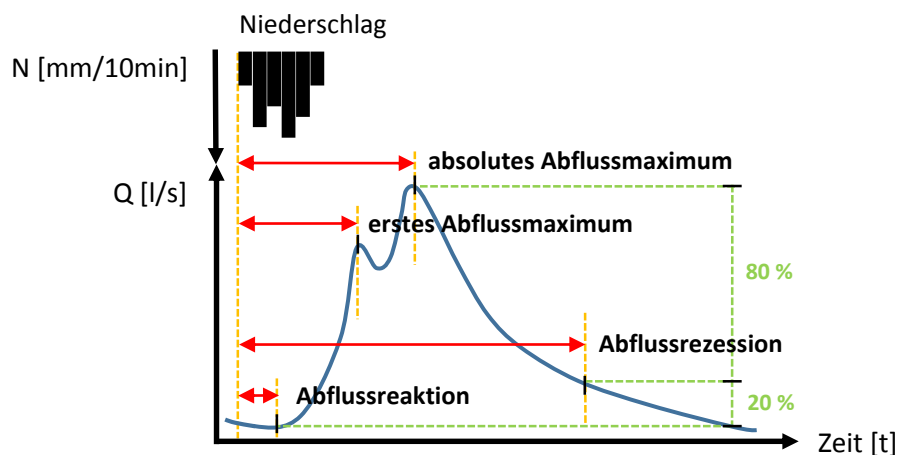 Niederschlag
N [mm/10min]
absolutes Abflussmaximum
Q [l/s]
erstes Abflussmaximum
80 %
Abflussrezession
Abflussreaktion
20 %
Zeit [t]